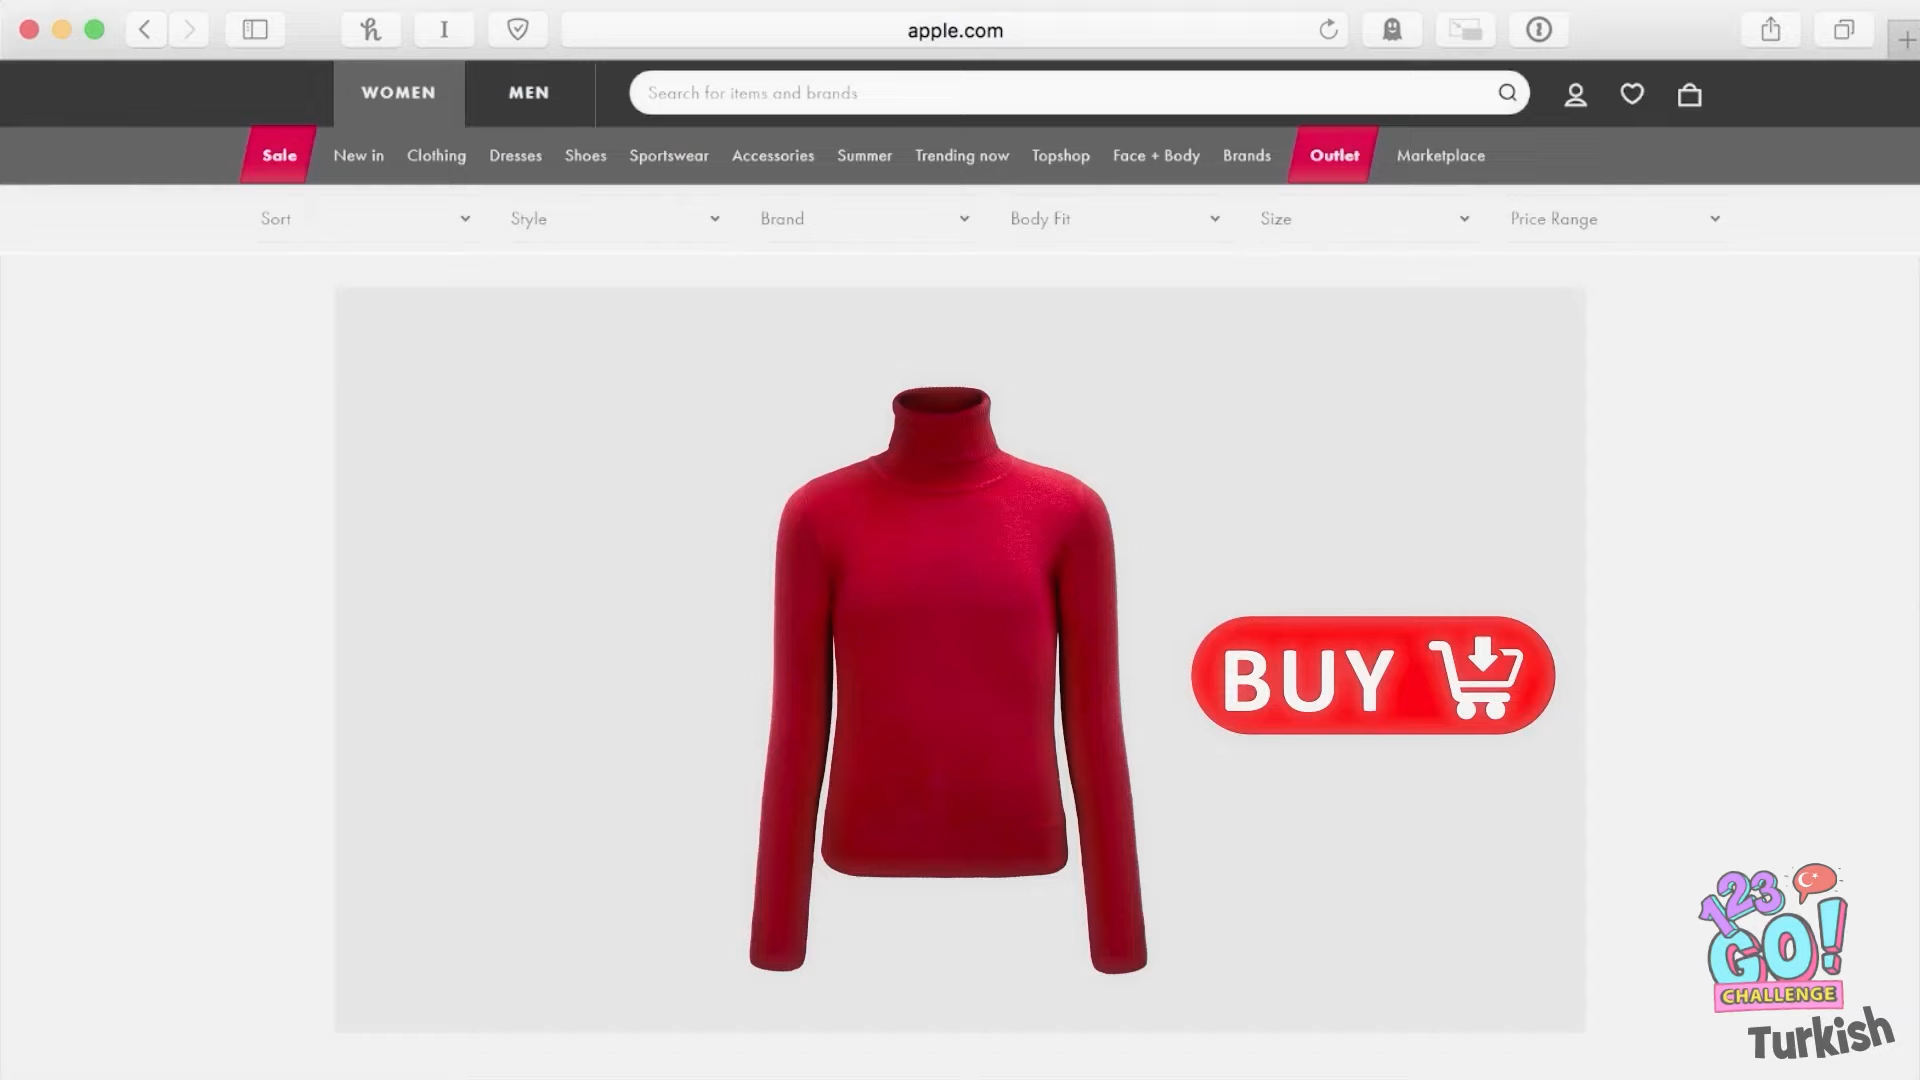 apple.com
WOMEN
MEN
Search for items and brands
Sale
New in
Clothing
Dresses
Shoes
Sportswear
Accessories
Summer
Trending now
Topshop
Face + Body
Brands
Outlet
Marketplace
Sort
Style
Brand
Body Fit
Size
Price Range
BUY
123
GO!
CHALLENGE
Turkish